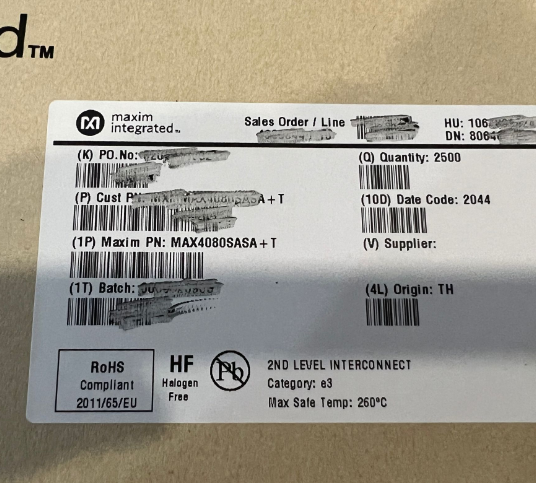 d™
maxim
integrated™
Sales Order / Line
HU: 106
DN: 8064
(K) PO.No:
(Q) Quantity: 2500
(P) Cust P A+T
(10D) Date Code: 2044
(1P) Maxim PN: MAX4080SASA+T
(V) Supplier:
(1T) Batch:
(4L) Origin: TH
RoHS
Compliant
2011/65/EU
HF
Halogen
Free
Pb
2ND LEVEL INTERCONNECT
Category: e3
Max Safe Temp: 260°C